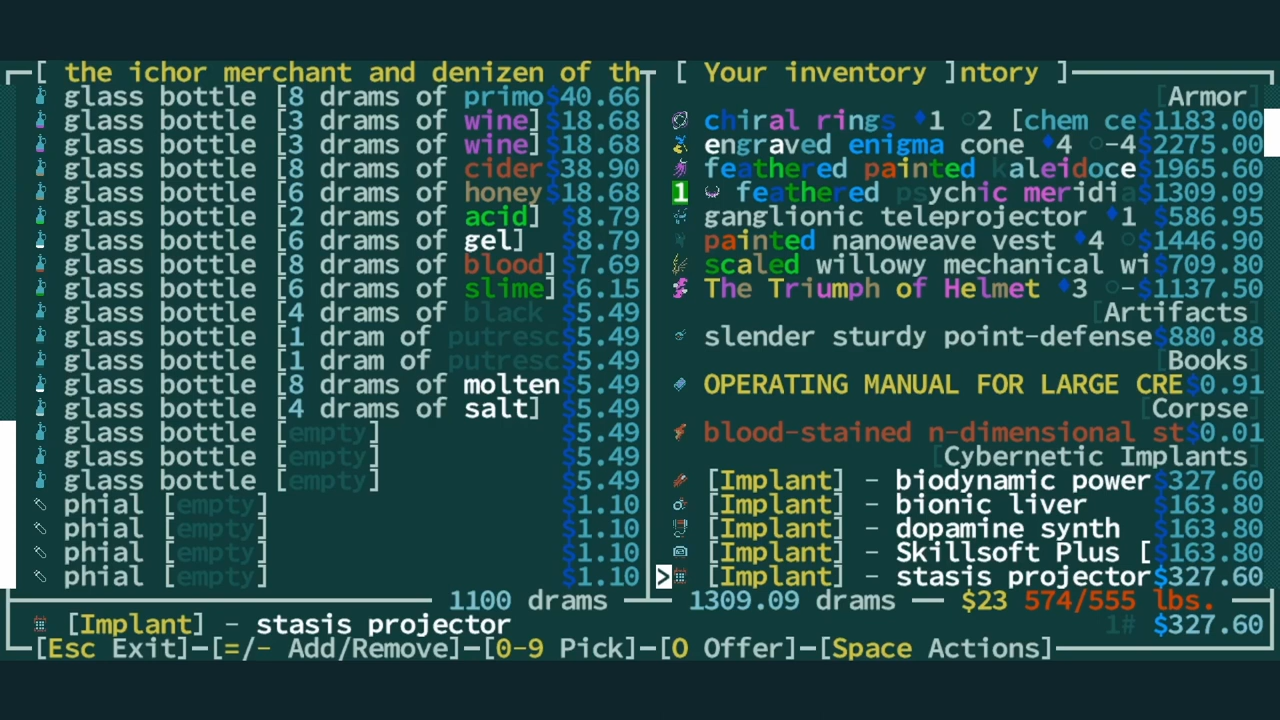 [ the ichor merchant and denizen of th
glass bottle [8 drams of primo$40.66
glass bottle [3 drams of wine]$18.68
glass bottle [3 drams of wine]$18.68
glass bottle [8 drams of cider$38.90
glass bottle [6 drams of honey$18.68
glass bottle [2 drams of acid] $8.79
glass bottle [6 drams of gel] $8.79
glass bottle [8 drams of blood]$7.69
glass bottle [6 drams of slime]$6.15
glass bottle [4 drams of black $5.49
glass bottle [1 dram of putresc$5.49
glass bottle [1 dram of putresc$5.49
glass bottle [8 drams of molten$5.49
glass bottle [4 drams of salt] $5.49
glass bottle [empty] $5.49
glass bottle [empty] $5.49
glass bottle [empty] $5.49
phial [empty] $1.10
phial [empty] $1.10
phial [empty] $1.10
phial [empty] $1.10
1100 drams
[ Your inventory ]ntory ]
[Armor]
chiral rings ♦1 ○2 [chem ce$1183.00
engraved enigma cone ♦4 ○-4$2275.00
feathered painted kaleidoce$1965.60
1 feathered psychic meridia$1309.09
ganglionic teleprojector ♦1 $586.95
painted nanoweave vest ♦4 ○$1446.90
scaled willowy mechanical wi$709.80
The Triumph of Helmet ♦3 ○-$1137.50
[Artifacts]
slender sturdy point-defense$880.88
[Books]
OPERATING MANUAL FOR LARGE CRE$0.91
[Corpse]
blood-stained n-dimensional st$0.01
[Cybernetic Implants]
[Implant] - biodynamic power$327.60
[Implant] - bionic liver $163.80
[Implant] - dopamine synth $163.80
[Implant] - Skillsoft Plus [$163.80
> [Implant] - stasis projector$327.60
1309.09 drams — $23 574/555 lbs.
[Implant] - stasis projector
1# $327.60
[Esc Exit]-[=/- Add/Remove]-[0-9 Pick]-[O Offer]-[Space Actions]